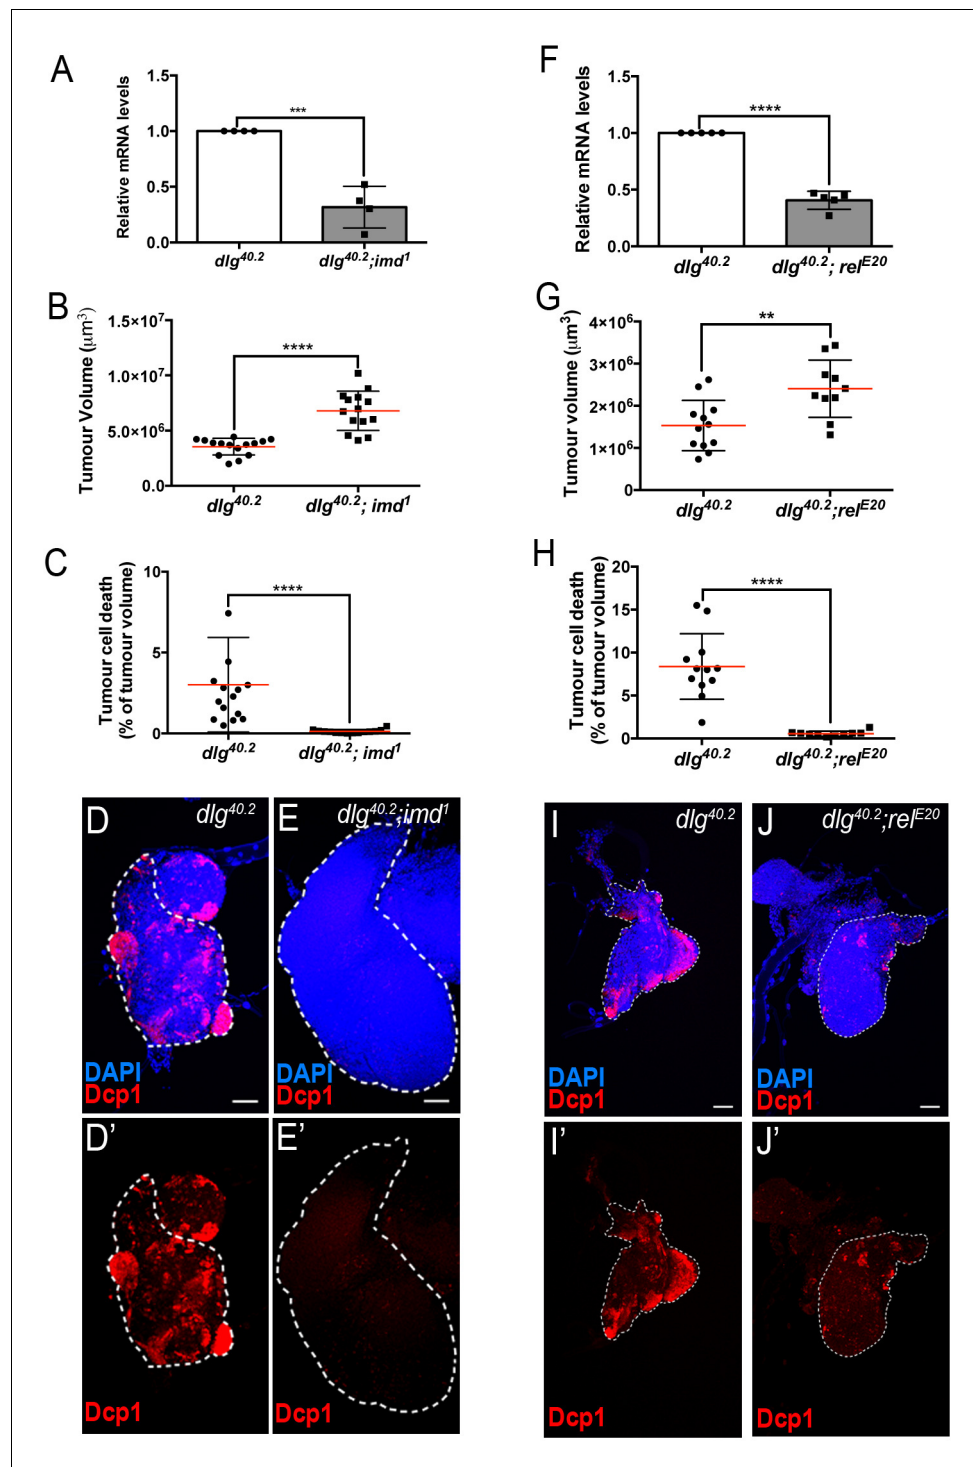 A
Relative mRNA levels
1.5
1.0
0.5
0.0
***
dlg40.2
dlg40.2;imd1
B
Tumour Volume (µm3)
1.5×107
1.0×107
5.0×106
0.0
****
dlg40.2
dlg40.2; imd1
C
Tumour cell death
(% of tumour volume)
10
5
0
****
dlg40.2
dlg40.2; imd1
D
dlg40.2
DAPI
Dcp1
E
dlg40.2;imd1
DAPI
Dcp1
D’
Dcp1
E’
Dcp1
F
Relative mRNA levels
1.5
1.0
0.5
0.0
****
dlg40.2
dlg40.2; relE20
G
Tumour volume (µm3)
4×106
3×106
2×106
1×106
0
**
dlg40.2
dlg40.2;relE20
H
Tumour cell death
(% of tumour volume)
20
15
10
5
0
****
dlg40.2
dlg40.2;relE20
I
dlg40.2
DAPI
Dcp1
J
dlg40.2;relE20
DAPI
Dcp1
I’
Dcp1
J’
Dcp1